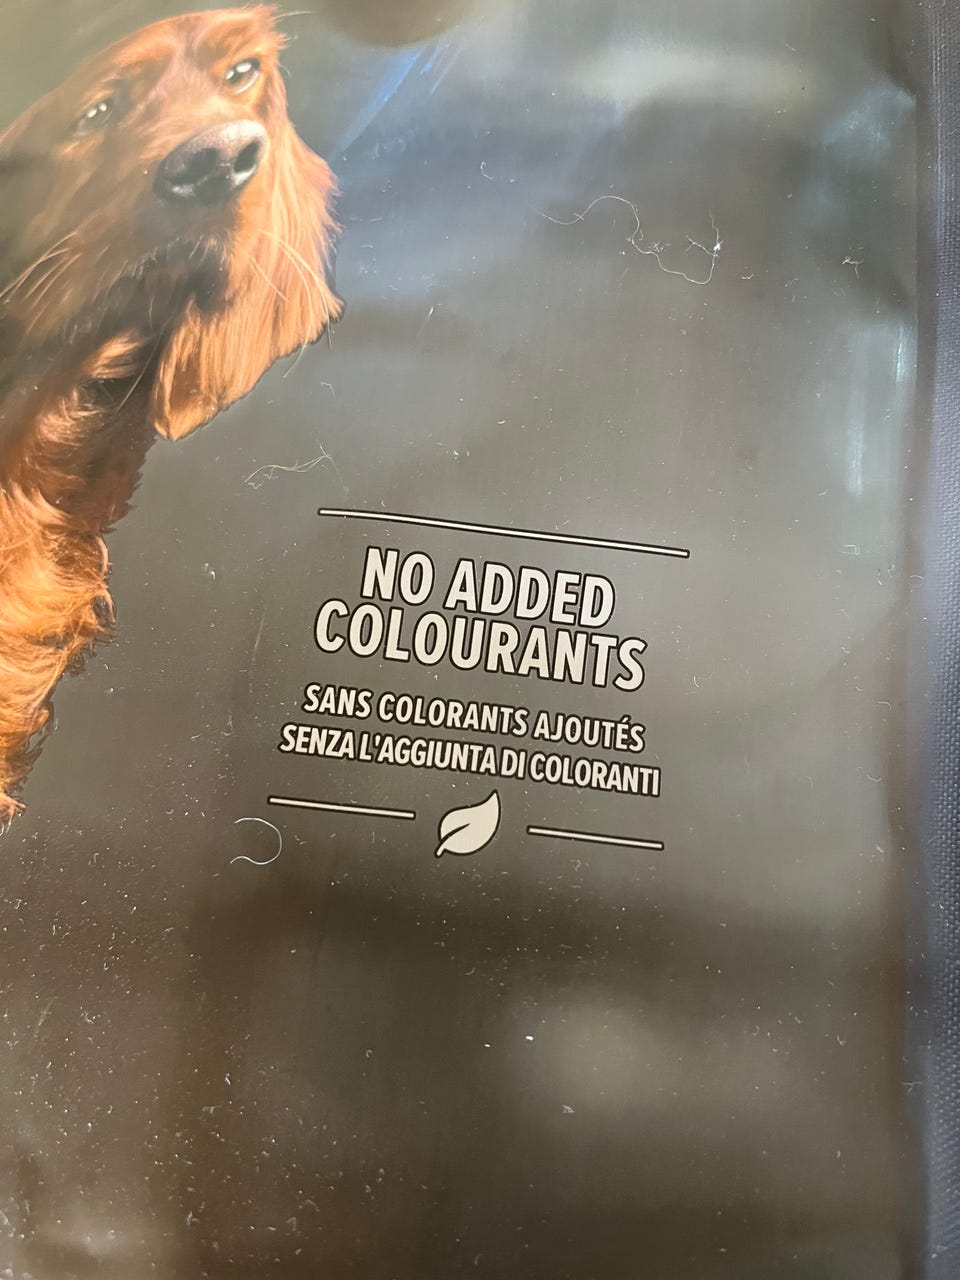 NO ADDED
COLOURANTS
SANS COLORANTS AJOUTÉS
SENZA L'AGGIUNTA DI COLORANTI